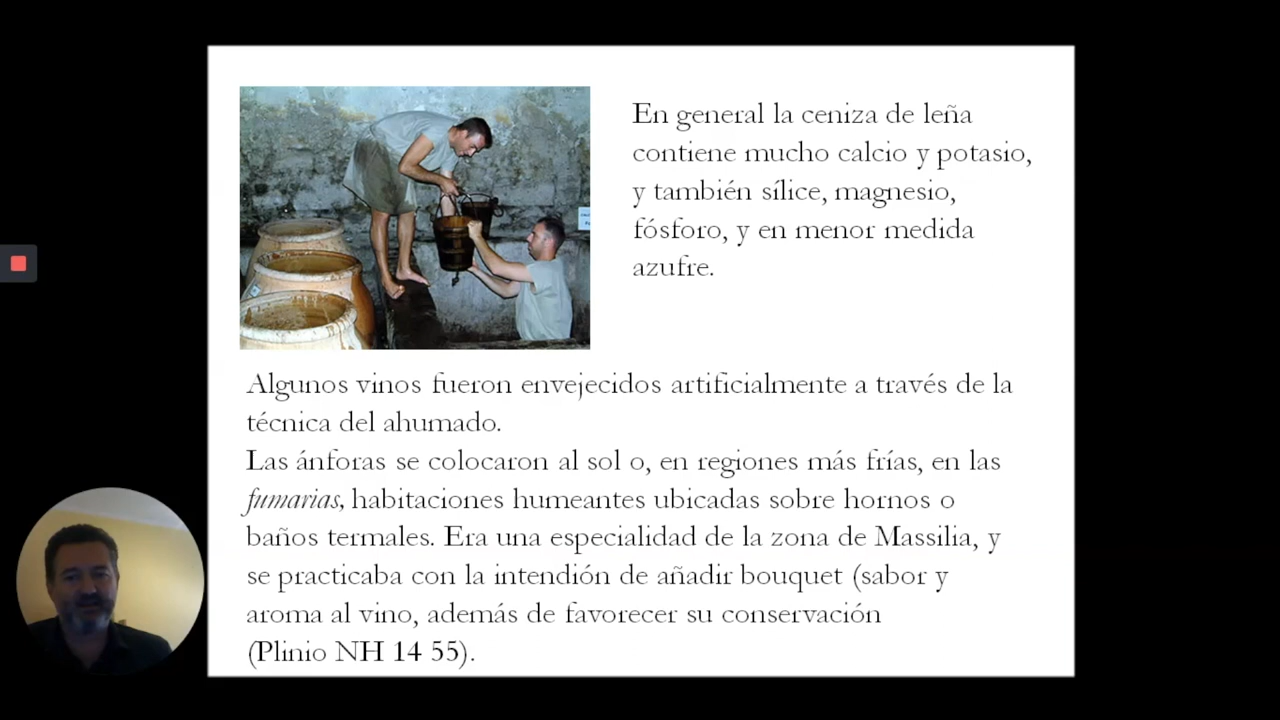 En general la ceniza de leña
contiene mucho calcio y potasio,
y también sílice, magnesio,
fósforo, y en menor medida
azufre.
Algunos vinos fueron envejecidos artificialmente a través de la
técnica del ahumado.
Las ánforas se colocaron al sol o, en regiones más frías, en las
fumarias, habitaciones humeantes ubicadas sobre hornos o
baños termales. Era una especialidad de la zona de Massilia, y
se practicaba con la intendión de añadir bouquet (sabor y
aroma al vino, además de favorecer su conservación
(Plinio NH 14 55).